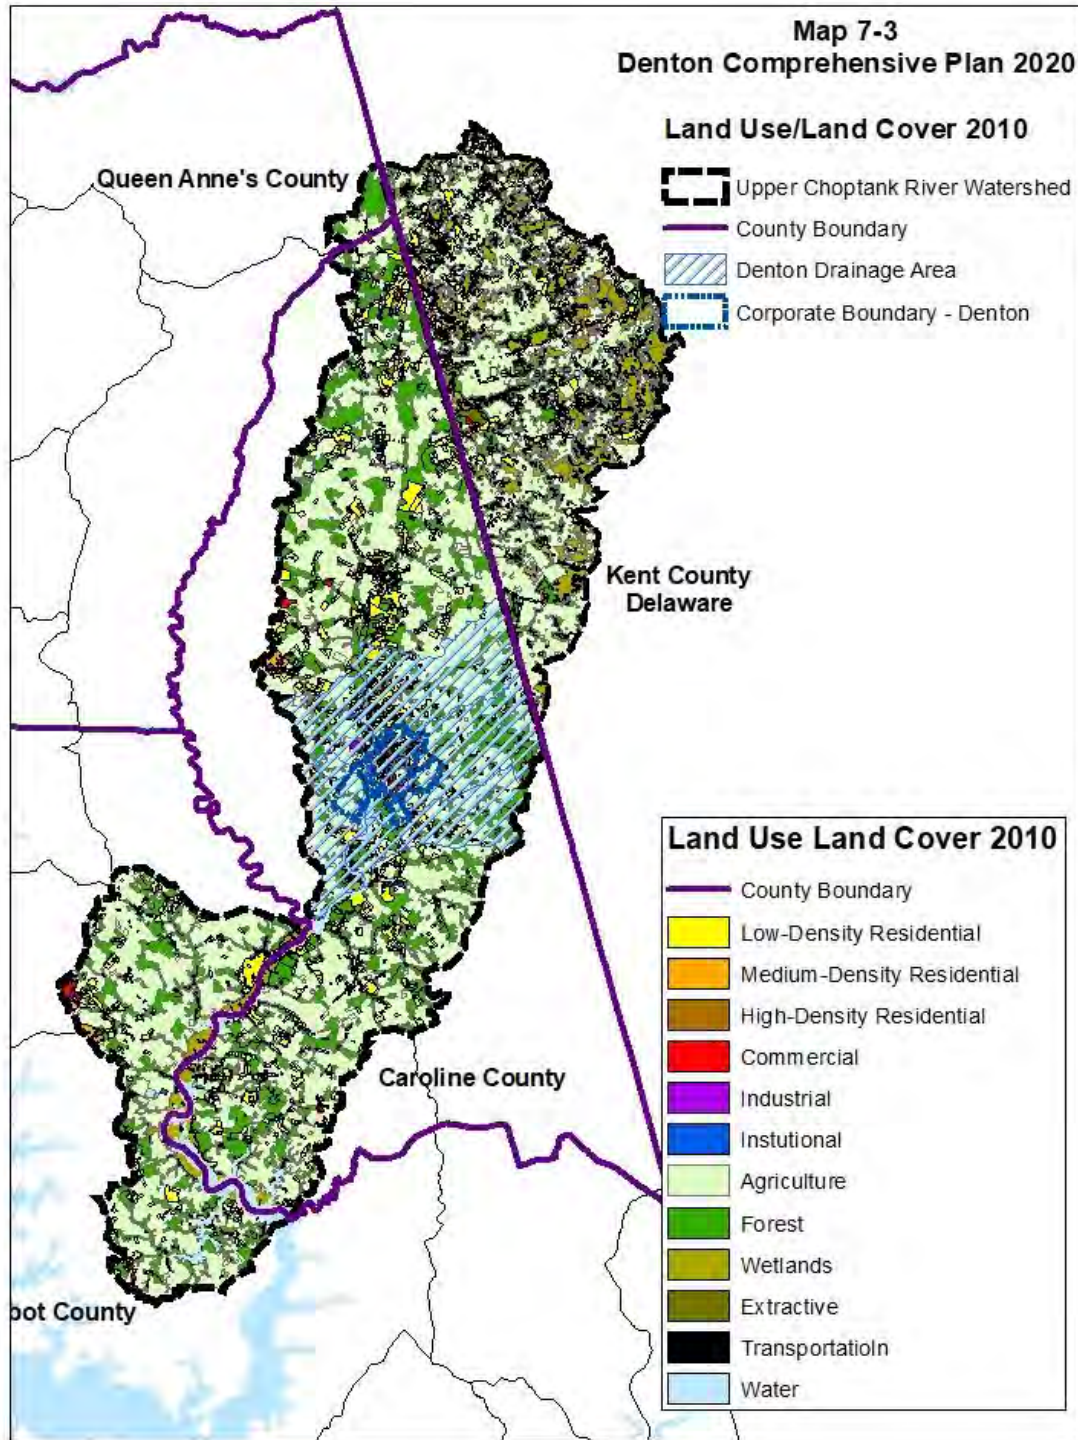 Map 7-3
Denton Comprehensive Plan 2020
Land Use/Land Cover 2010
Upper Choptank River Watershed
County Boundary
Denton Drainage Area
Corporate Boundary - Denton
Queen Anne's County
Kent County
Delaware
Caroline County
bot County
Land Use Land Cover 2010
County Boundary
Low-Density Residential
Medium-Density Residential
High-Density Residential
Commercial
Industrial
Instutional
Agriculture
Forest
Wetlands
Extractive
Transportatioln
Water